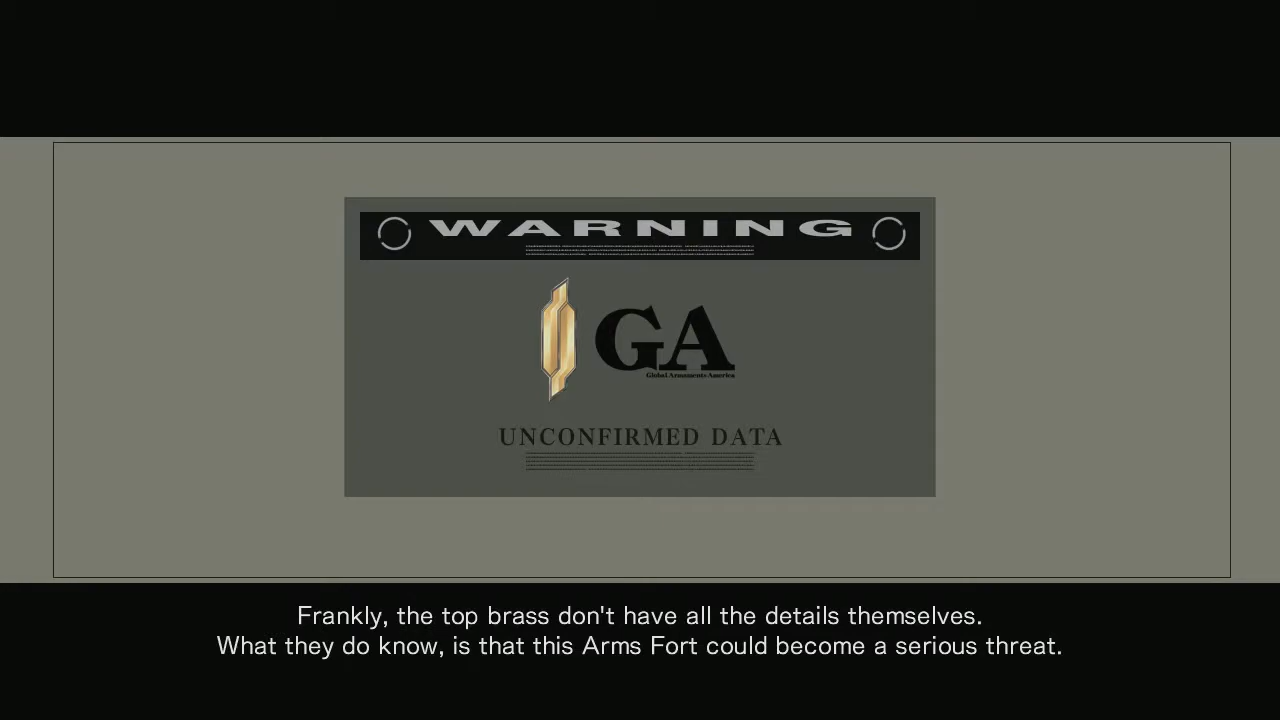 WARNING
GA
Global Armaments America
UNCONFIRMED DATA
Frankly, the top brass don't have all the details themselves.
What they do know, is that this Arms Fort could become a serious threat.